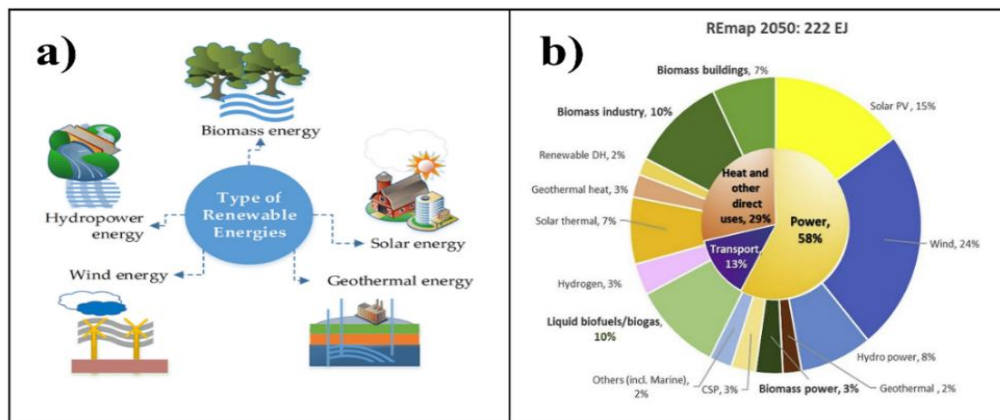 a)
Biomass energy
Hydropower
energy
Type of
Renewable
Energies
Solar energy
Wind energy
Geothermal energy
b)
REmap 2050: 222 EJ
Biomass buildings, 7%
Solar PV , 15%
Biomass industry, 10%
Renewable DH, 2%
Geothermal heat, 3%
Solar thermal, 7%
Heat and
other
direct
uses, 29%
Power,
58%
Transport,
13%
Wind, 24%
Hydrogen, 3%
Liquid biofuels/biogas,
10%
Others (incl. Marine),
2%
CSP, 3%
Biomass power, 3%
Geothermal , 2%
Hydro power, 8%